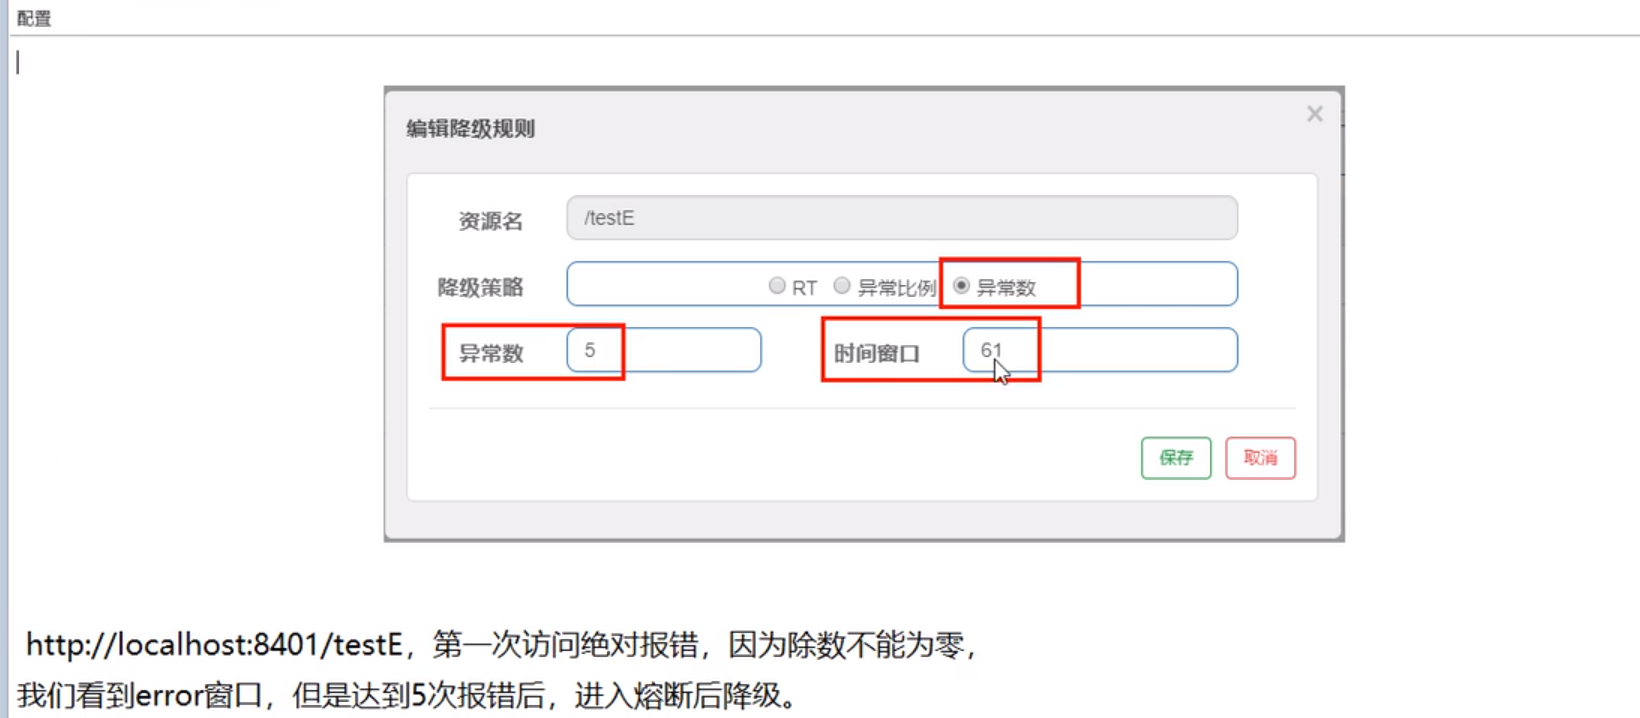 配置
编辑降级规则
×
资源名 /testE
降级策略 RT 异常比例 异常数
异常数 5 时间窗口 61
保存 取消
http://localhost:8401/testE，第一次访问绝对报错，因为除数不能为零，
我们看到error窗口，但是达到5次报错后，进入熔断后降级。